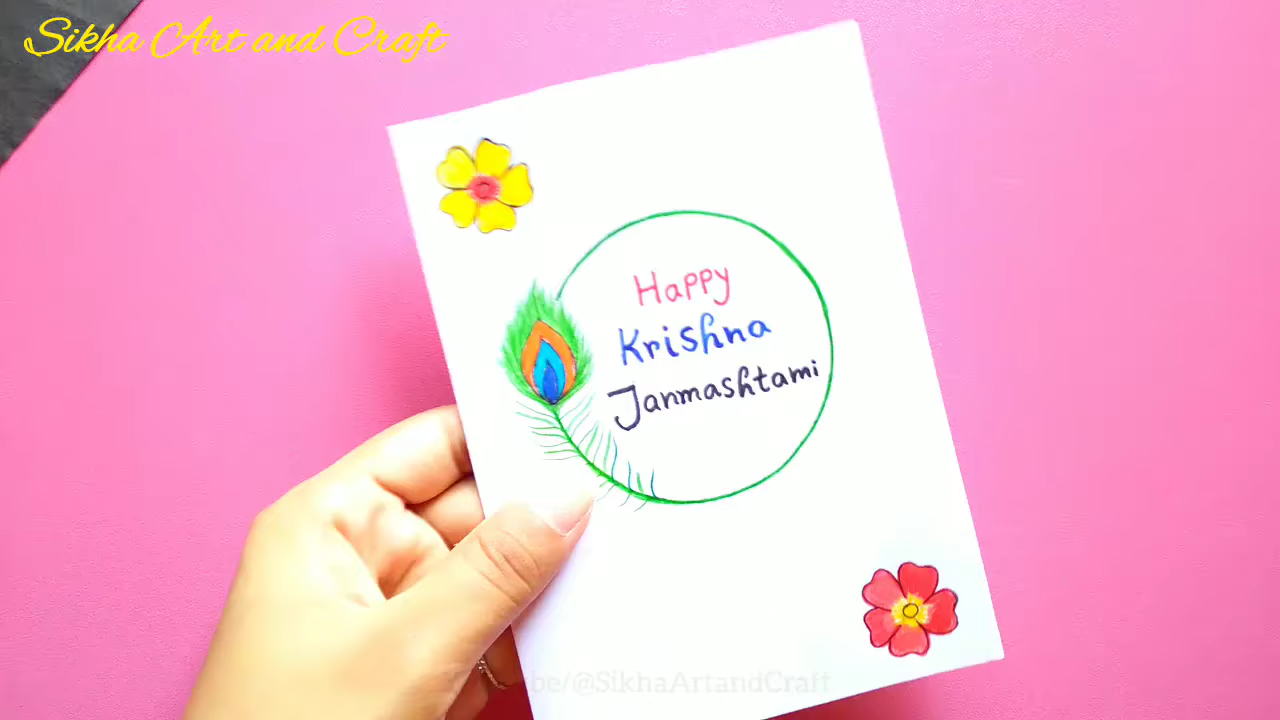 Sikha Art and Craft
Happy
Krishna
Janmashtami
be/@SikhaArtandCraft